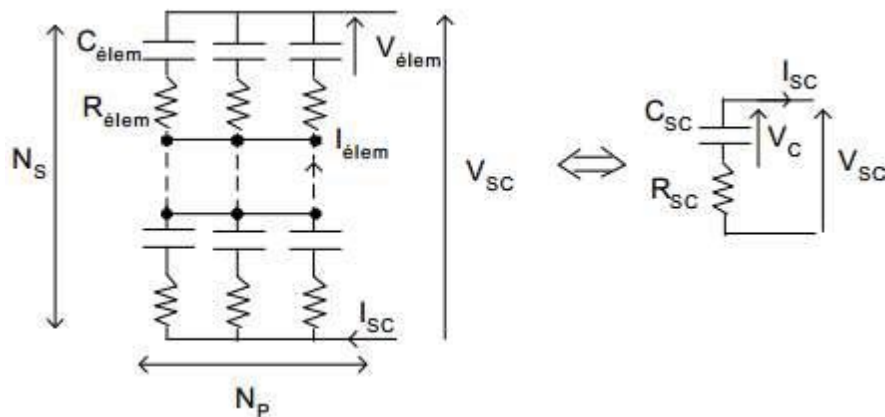 C_élem
V_élem
R_élem
I_élem
N_S
V_SC
I_SC
N_P
I_SC
C_SC
V_C
V_SC
R_SC